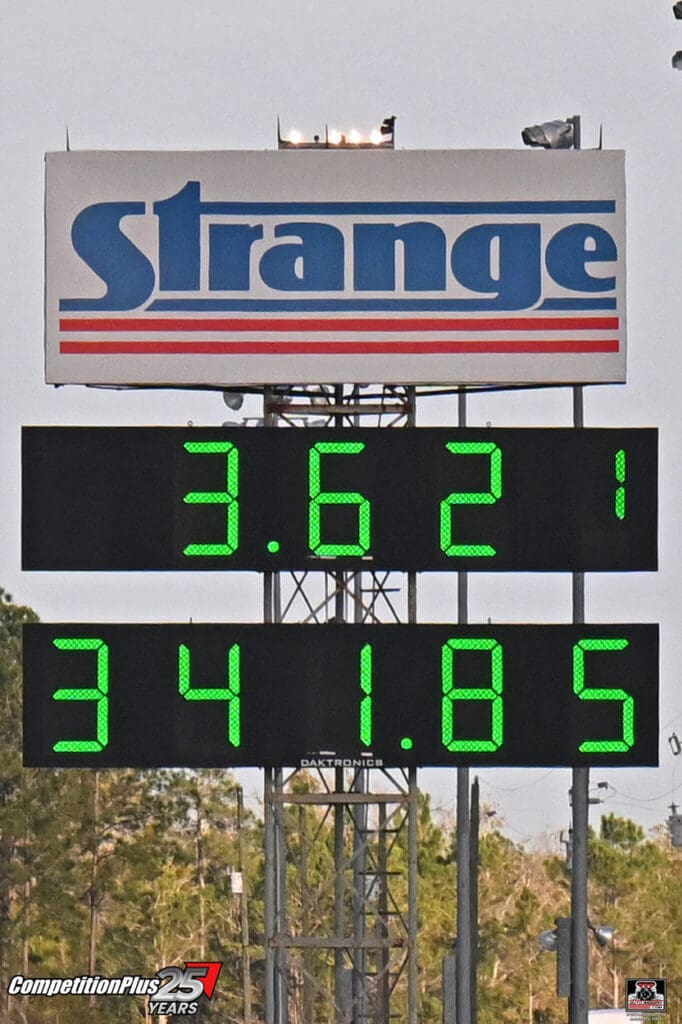 Strange
3.621
341.85
DAKTRONICS
CompetitionPlus 25
YEARS